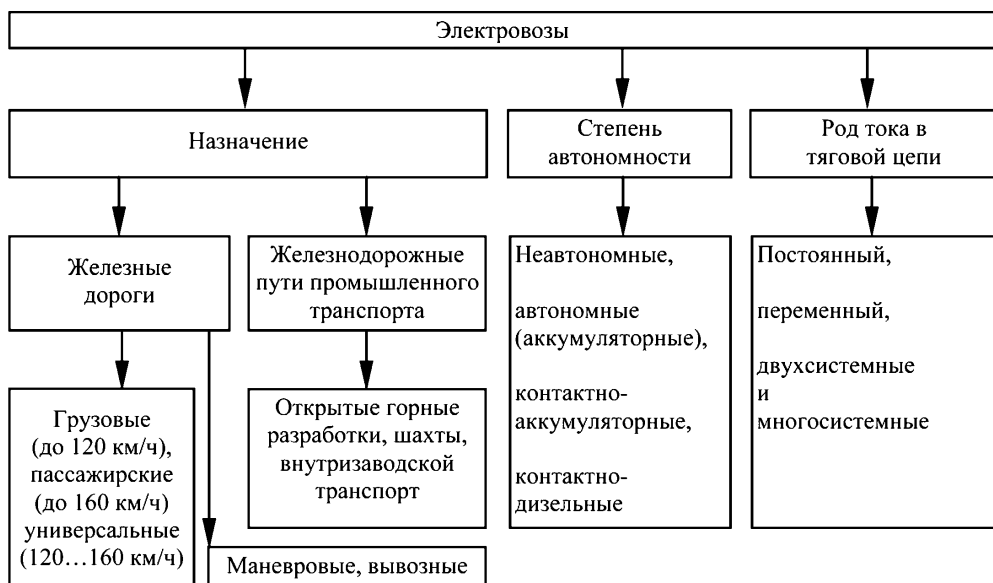 Электровозы
Назначение
Степень
автономности
Род тока в
тяговой цепи
Железные
дороги
Железнодорожные
пути промышленного
транспорта
Неавтономные,
автономные
(аккумуляторные),
контактно-
аккумуляторные,
контактно-
дизельные
Постоянный,
переменный,
двухсистемные
и
многосистемные
Грузовые
(до 120 км/ч),
пассажирские
(до 160 км/ч)
универсальные
(120…160 км/ч)
Открытые горные
разработки, шахты,
внутризаводской
транспорт
Маневровые, вывозные